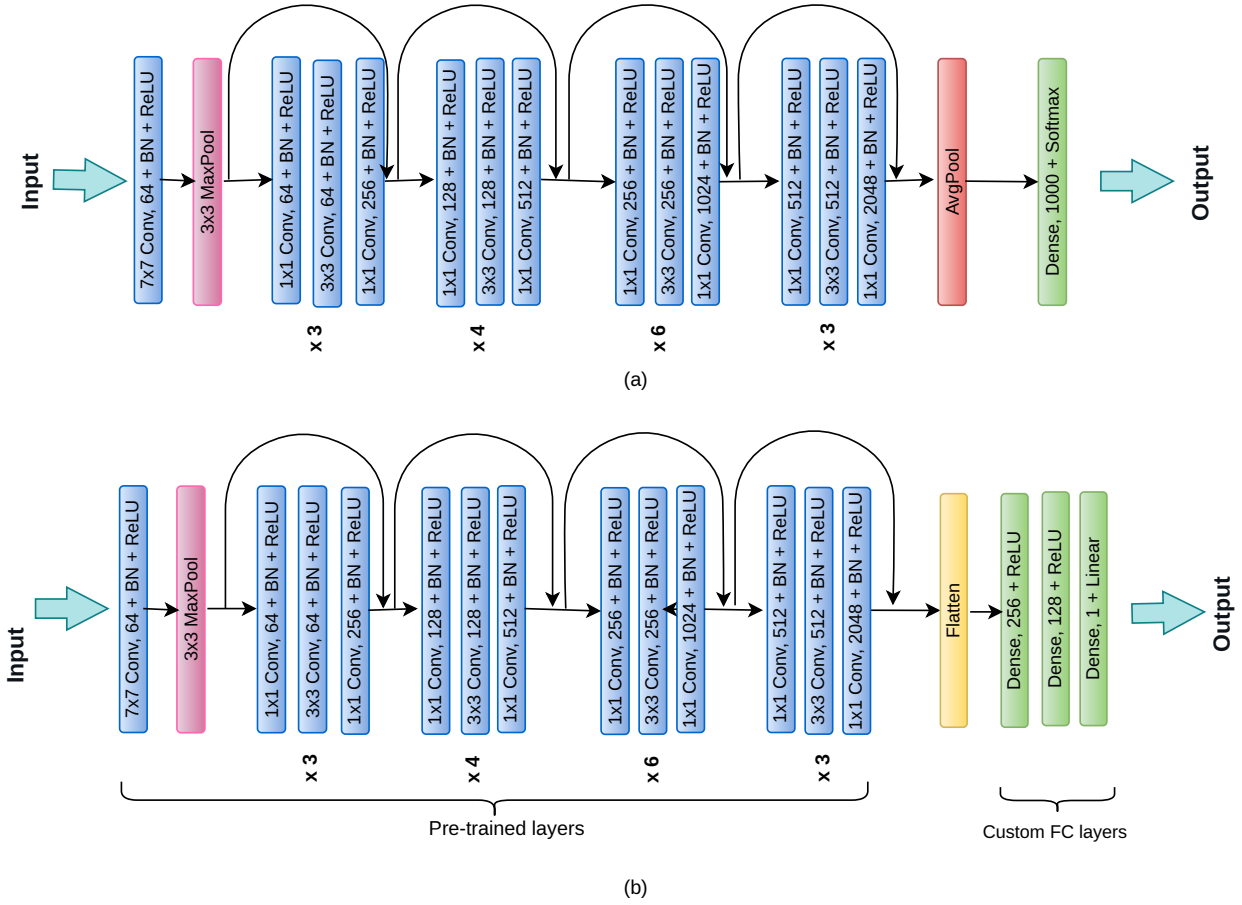 Input
7x7 Conv, 64 + BN + ReLU
3x3 MaxPool
1x1 Conv, 64 + BN + ReLU
3x3 Conv, 64 + BN + ReLU
1x1 Conv, 256 + BN + ReLU
x 3
1x1 Conv, 128 + BN + ReLU
3x3 Conv, 128 + BN + ReLU
1x1 Conv, 512 + BN + ReLU
x 4
1x1 Conv, 256 + BN + ReLU
3x3 Conv, 256 + BN + ReLU
1x1 Conv, 1024 + BN + ReLU
x 6
1x1 Conv, 512 + BN + ReLU
3x3 Conv, 512 + BN + ReLU
1x1 Conv, 2048 + BN + ReLU
x 3
AvgPool
Dense, 1000 + Softmax
Output
(a)
Input
7x7 Conv, 64 + BN + ReLU
3x3 MaxPool
1x1 Conv, 64 + BN + ReLU
3x3 Conv, 64 + BN + ReLU
1x1 Conv, 256 + BN + ReLU
x 3
1x1 Conv, 128 + BN + ReLU
3x3 Conv, 128 + BN + ReLU
1x1 Conv, 512 + BN + ReLU
x 4
1x1 Conv, 256 + BN + ReLU
3x3 Conv, 256 + BN + ReLU
1x1 Conv, 1024 + BN + ReLU
x 6
1x1 Conv, 512 + BN + ReLU
3x3 Conv, 512 + BN + ReLU
1x1 Conv, 2048 + BN + ReLU
x 3
Flatten
Dense, 256 + ReLU
Dense, 128 + ReLU
Dense, 1 + Linear
Output
Pre-trained layers
Custom FC layers
(b)